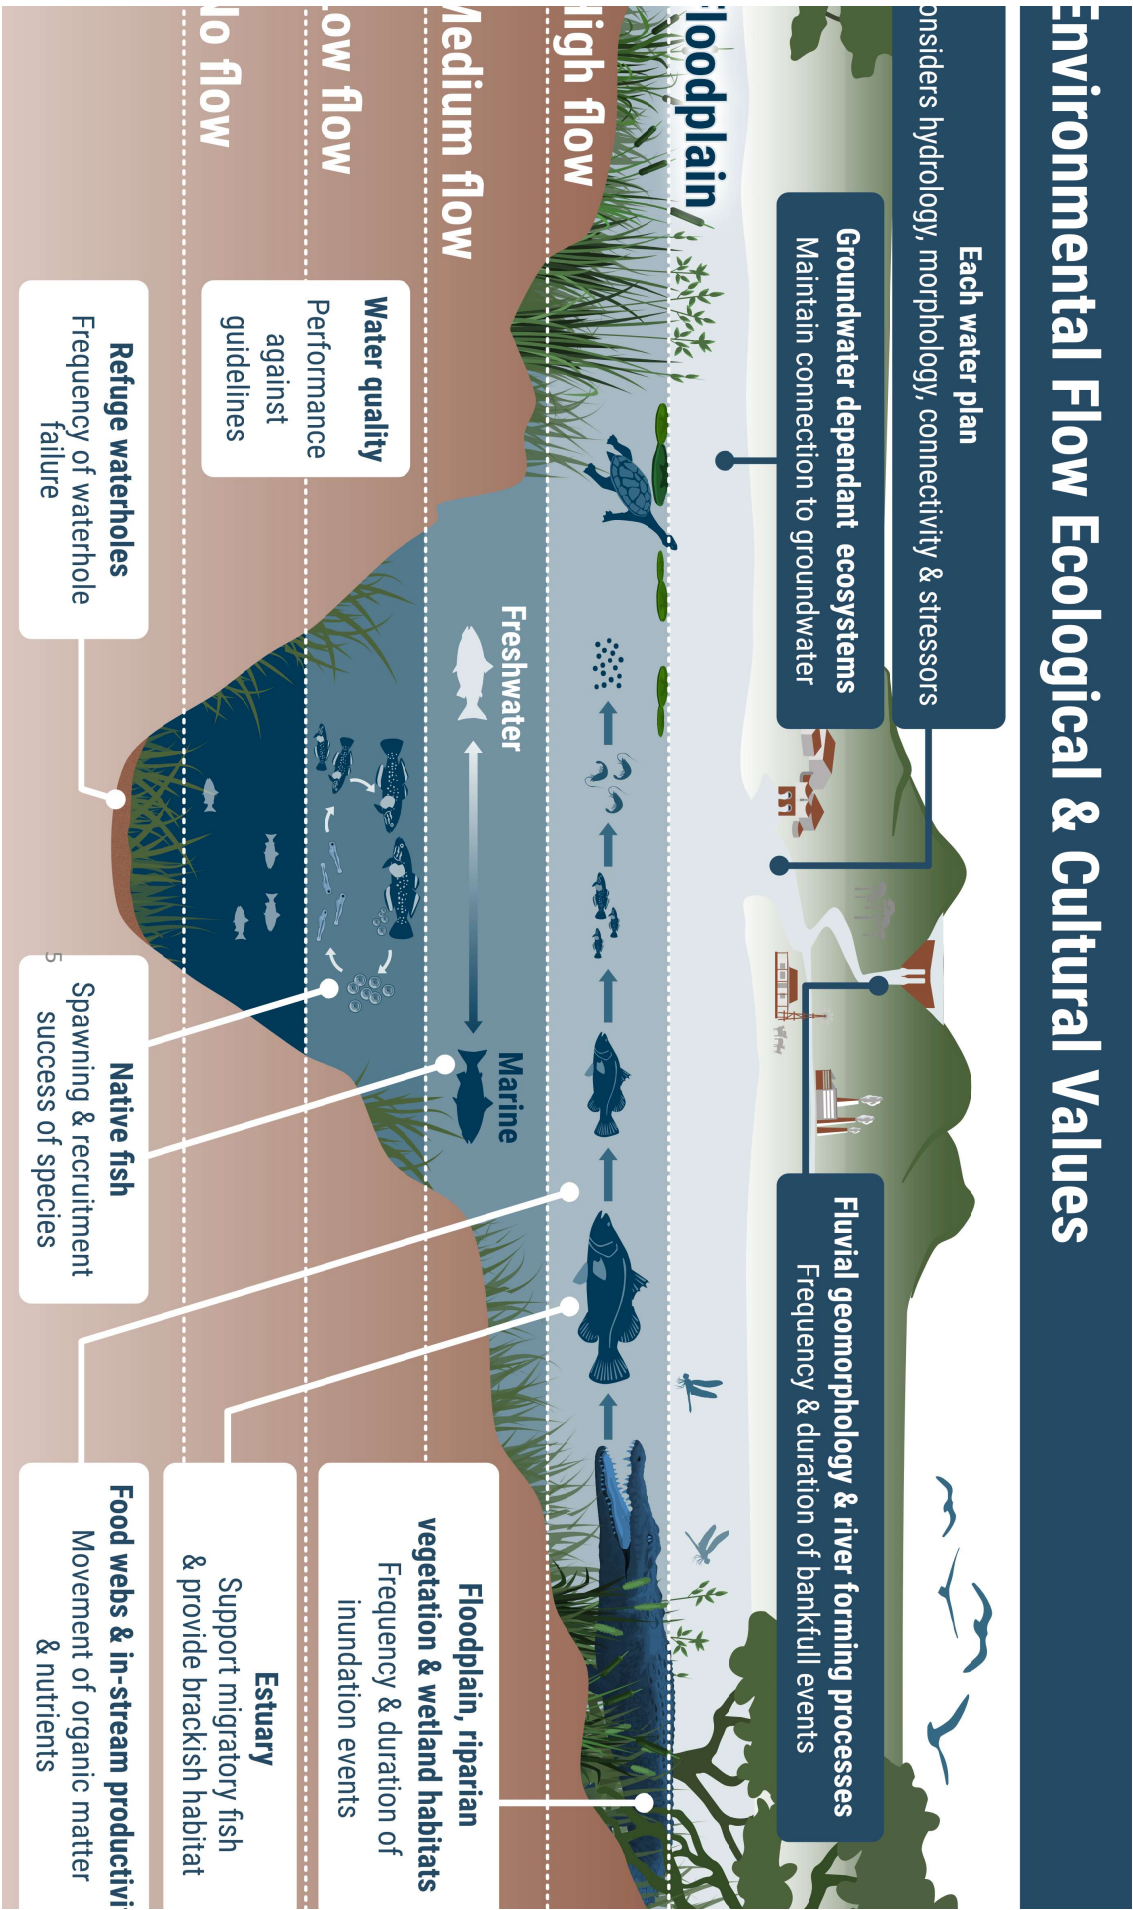 Environmental Flow Ecological & Cultural Values
Each water plan
onsiders hydrology, morphology, connectivity & stressors
Groundwater dependant ecosystems
Maintain connection to groundwater
Fluvial geomorphology & river forming processes
Frequency & duration of bankfull events
loodplain
High flow
Medium flow
ow flow
No flow
Freshwater
Marine
Water quality
Performance
against
guidelines
Refuge waterholes
Frequency of waterhole
failure
Native fish
Spawning & recruitment
success of species
5
Floodplain, riparian
vegetation & wetland habitats
Frequency & duration of
inundation events
Estuary
Support migratory fish
& provide brackish habitat
Food webs & in-stream productivi
Movement of organic matter
& nutrients